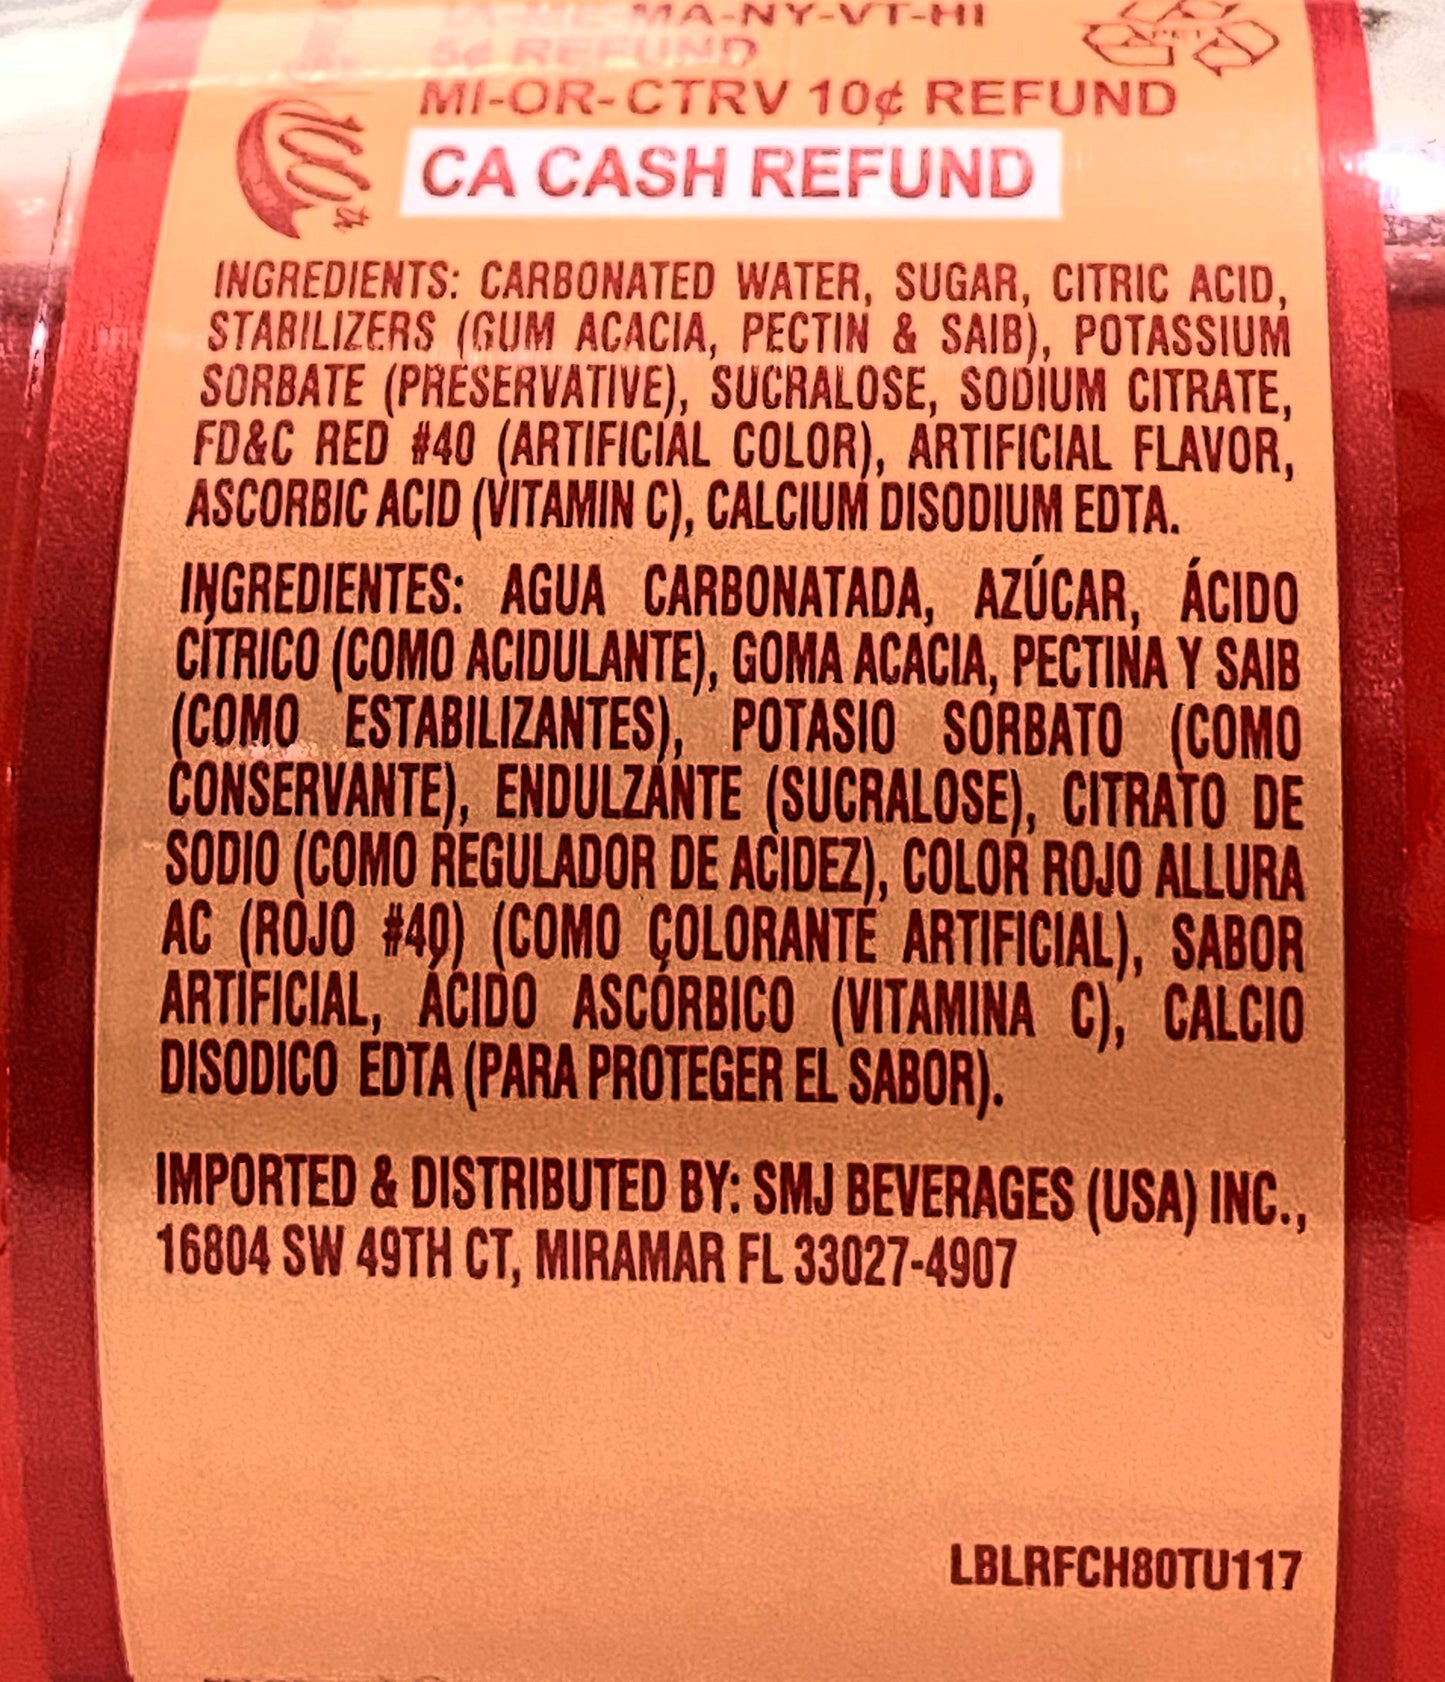 MA-NY-VT-HI
5¢ REFUND
PET
MI-OR-CTRV 10¢ REFUND
100th
CA CASH REFUND
INGREDIENTS: CARBONATED WATER, SUGAR, CITRIC ACID,
STABILIZERS (GUM ACACIA, PECTIN & SAIB), POTASSIUM
SORBATE (PRESERVATIVE), SUCRALOSE, SODIUM CITRATE,
FD&C RED #40 (ARTIFICIAL COLOR), ARTIFICIAL FLAVOR,
ASCORBIC ACID (VITAMIN C), CALCIUM DISODIUM EDTA.
INGREDIENTES: AGUA CARBONATADA, AZÚCAR, ÁCIDO
CÍTRICO (COMO ACIDULANTE), GOMA ACACIA, PECTINA Y SAIB
(COMO ESTABILIZANTES), POTASIO SORBATO (COMO
CONSERVANTE), ENDULZANTE (SUCRALOSE), CITRATO DE
SODIO (COMO REGULADOR DE ACIDEZ), COLOR ROJO ALLURA
AC (ROJO #40) (COMO COLORANTE ARTIFICIAL), SABOR
ARTIFICIAL, ÁCIDO ASCÓRBICO (VITAMINA C), CALCIO
DISODICO EDTA (PARA PROTEGER EL SABOR).
IMPORTED & DISTRIBUTED BY: SMJ BEVERAGES (USA) INC.,
16804 SW 49TH CT, MIRAMAR FL 33027-4907
LBLRFCH80TU117